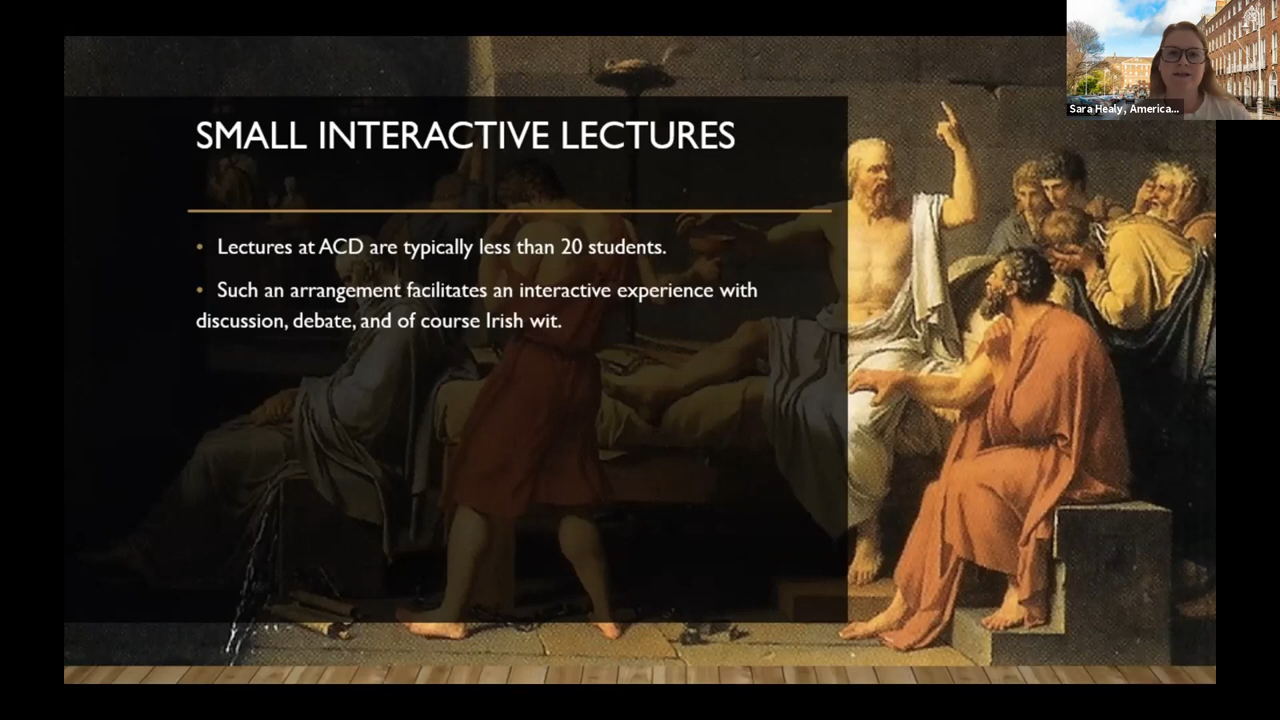 SMALL INTERACTIVE LECTURES
• Lectures at ACD are typically less than 20 students.
• Such an arrangement facilitates an interactive experience with
discussion, debate, and of course Irish wit.
Sara Healy, America...